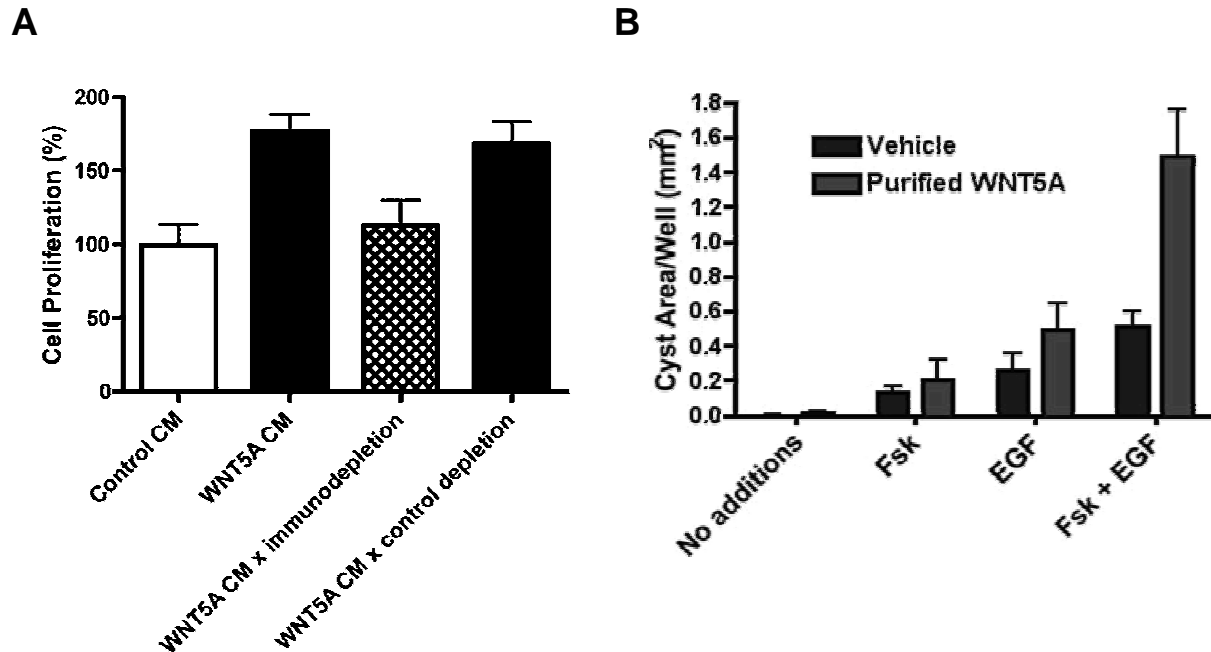 A
Cell Proliferation (%)
200
150
100
50
0
Control CM
WNT5A CM
WNT5A CM x immunodepletion
WNT5A CM x control depletion
B
Cyst Area/Well (mm²)
1.8
1.6
1.4
1.2
1.0
0.8
0.6
0.4
0.2
0.0
Vehicle
Purified WNT5A
No additions
Fsk
EGF
Fsk + EGF